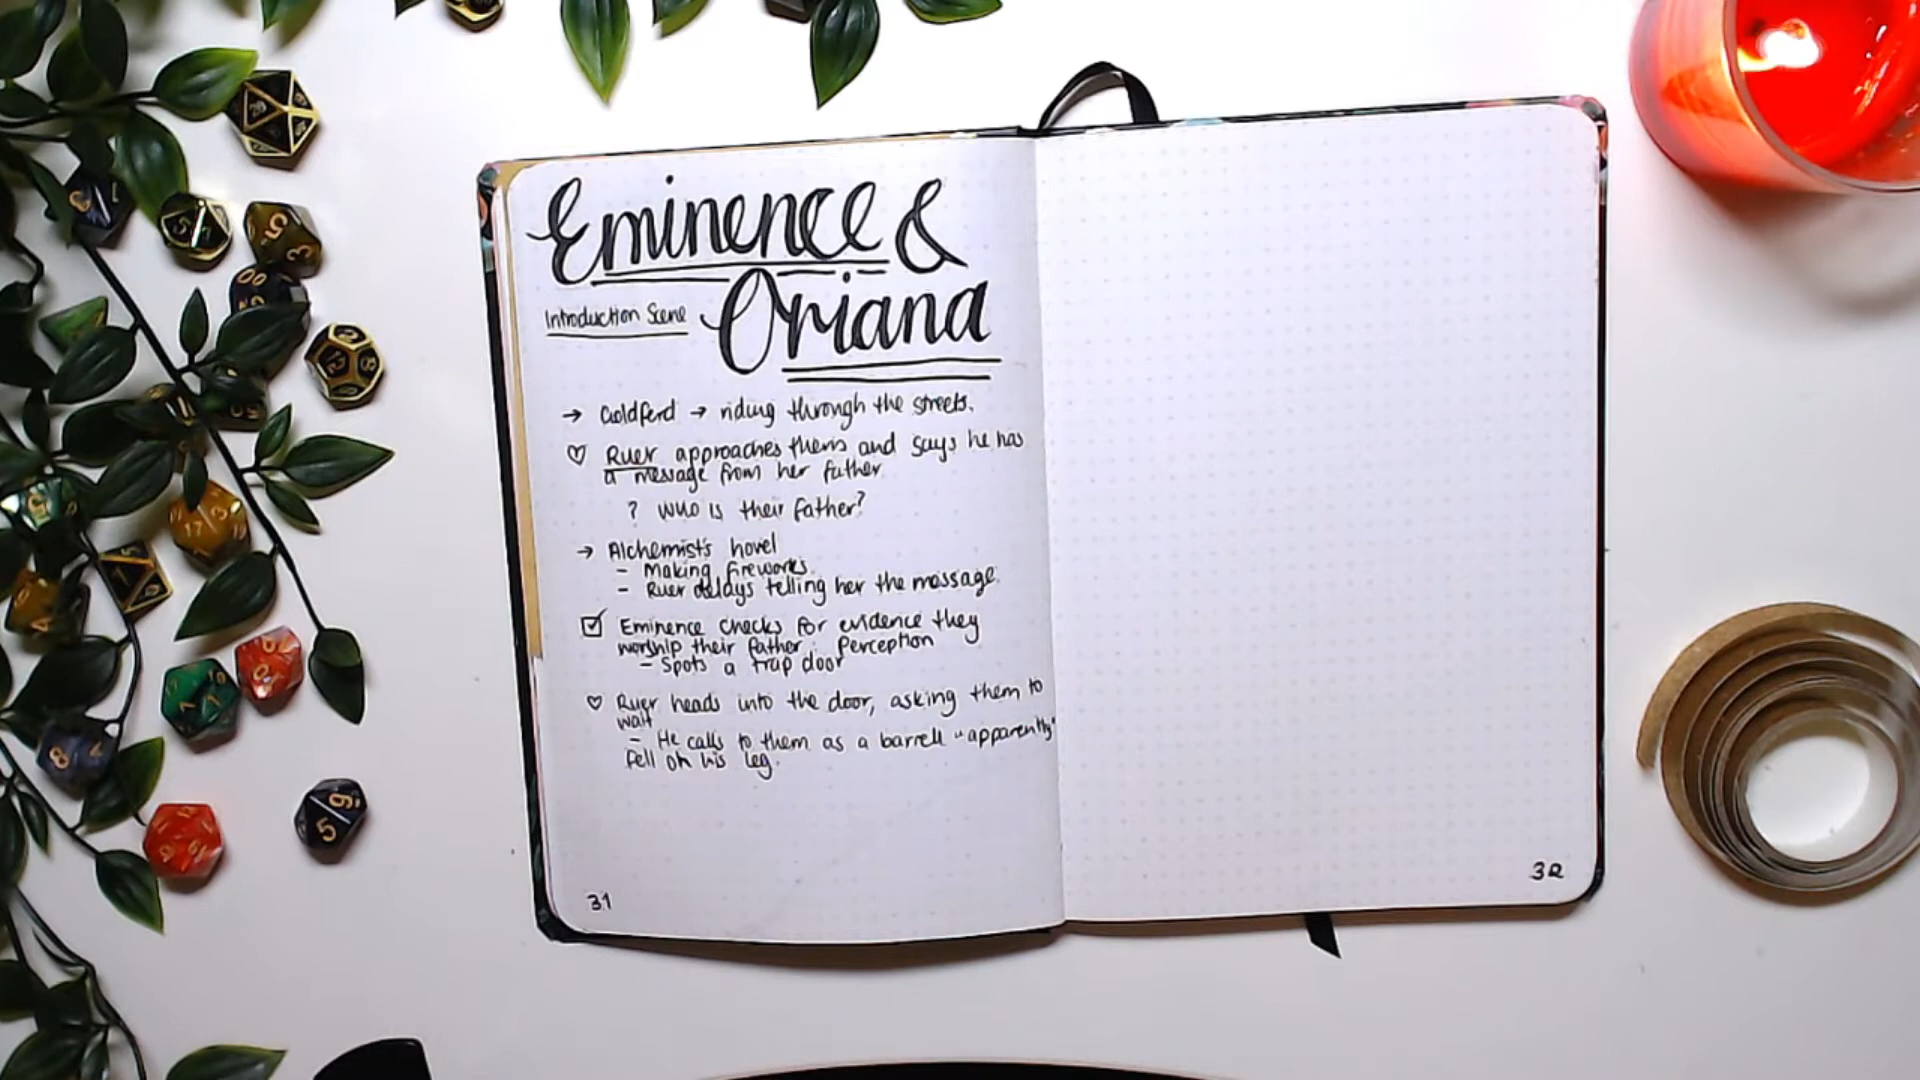 Eminence &
Oriana
Introduction Scene
→ Goldferd → riding through the streets.
♡ Ruer approaches them and says he has
a message from her father.
? Who is their father?
→ Alchemist's hovel
- Making fireworks.
- Ruer delays telling her the message.
☑ Eminence checks for evidence they
worship their father. Perception
- Spots a trap door
♡ Ruer heads into the door, asking them to
wait
- He calls to them as a barrell "apparently"
fell on his leg.
31
32